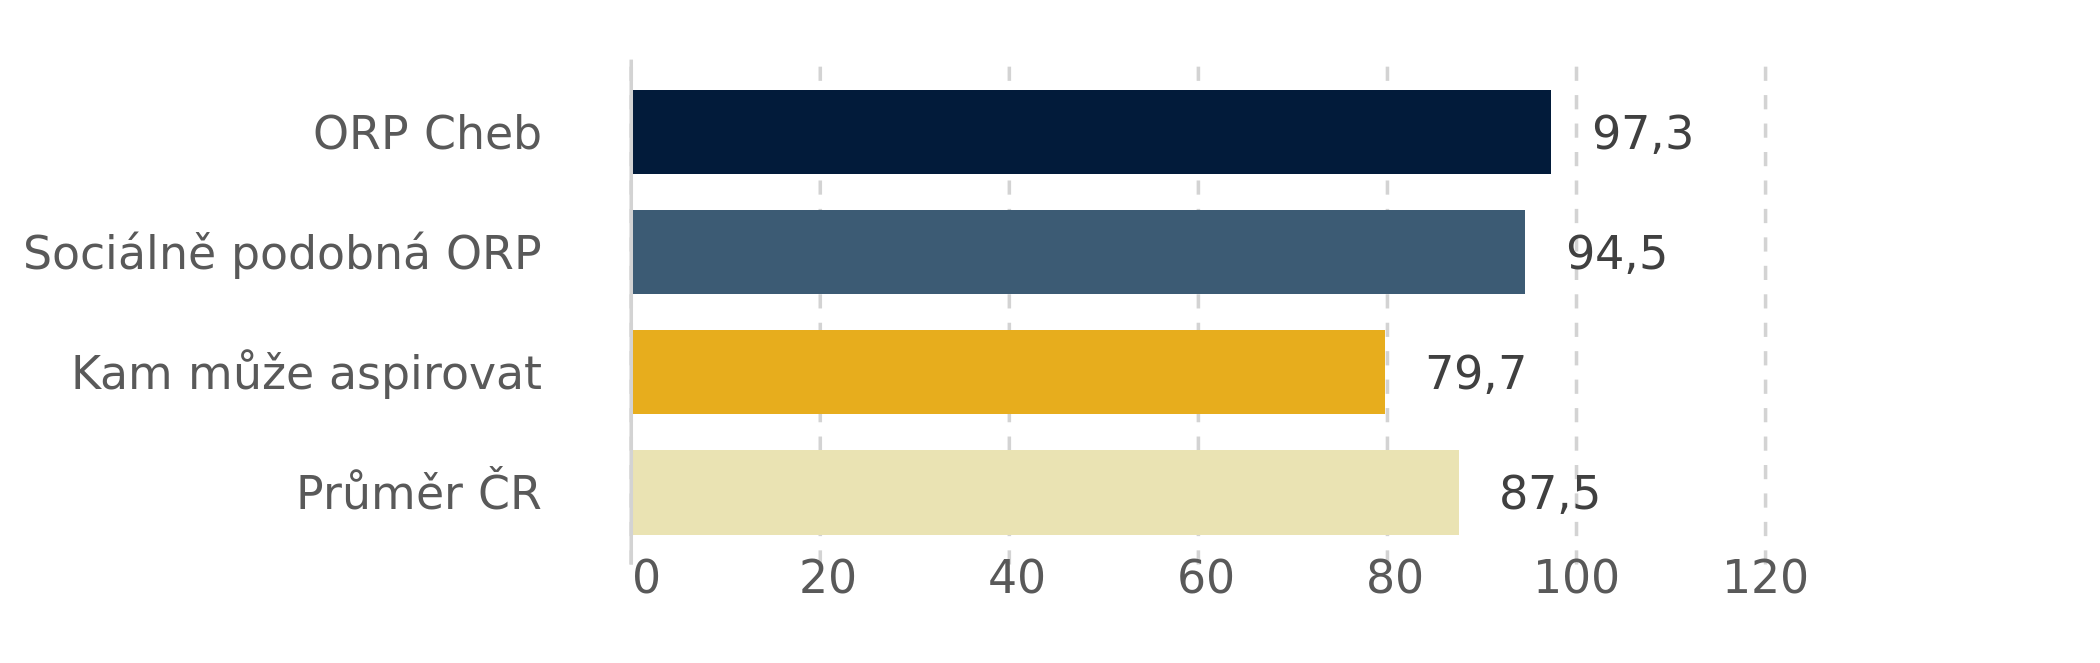 ORP Cheb 97,3
Sociálně podobná ORP 94,5
Kam může aspirovat 79,7
Průměr ČR 87,5
0 20 40 60 80 100 120